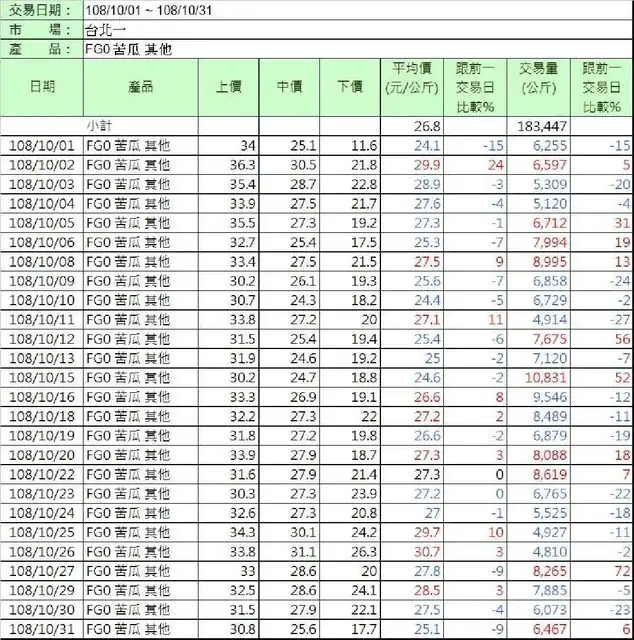 交易日期： 108/10/01 ~ 108/10/31
市 場： 台北一
產 品： FG0 苦瓜 其他
日期 產品 上價 中價 下價 平均價(元/公斤) 跟前一交易日比較% 交易量(公斤) 跟前一交易日比較%
小計 26.8 183,447
108/10/01 FG0 苦瓜 其他 34 25.1 11.6 24.1 -15 6,255 -15
108/10/02 FG0 苦瓜 其他 36.3 30.5 21.8 29.9 24 6,597 5
108/10/03 FG0 苦瓜 其他 35.4 28.7 22.8 28.9 -3 5,309 -20
108/10/04 FG0 苦瓜 其他 33.9 27.5 21.7 27.6 -4 5,120 -4
108/10/05 FG0 苦瓜 其他 35.5 27.3 19.2 27.3 -1 6,712 31
108/10/06 FG0 苦瓜 其他 32.7 25.4 17.5 25.3 -7 7,994 19
108/10/08 FG0 苦瓜 其他 33.4 27.5 21.5 27.5 9 8,995 13
108/10/09 FG0 苦瓜 其他 30.2 26.1 19.3 25.6 -7 6,858 -24
108/10/10 FG0 苦瓜 其他 30.7 24.3 18.2 24.4 -5 6,729 -2
108/10/11 FG0 苦瓜 其他 33.8 27.2 20 27.1 11 4,914 -27
108/10/12 FG0 苦瓜 其他 31.5 25.4 19.4 25.4 -6 7,675 56
108/10/13 FG0 苦瓜 其他 31.9 24.6 19.2 25 -2 7,120 -7
108/10/15 FG0 苦瓜 其他 30.2 24.7 18.8 24.6 -2 10,831 52
108/10/16 FG0 苦瓜 其他 33.3 26.9 19.1 26.6 8 9,546 -12
108/10/18 FG0 苦瓜 其他 32.2 27.3 22 27.2 2 8,489 -11
108/10/19 FG0 苦瓜 其他 31.8 27.2 19.8 26.6 -2 6,879 -19
108/10/20 FG0 苦瓜 其他 33.9 27.9 18.7 27.3 3 8,088 18
108/10/22 FG0 苦瓜 其他 31.6 27.9 21.4 27.3 0 8,619 7
108/10/23 FG0 苦瓜 其他 30.3 27.3 23.9 27.2 0 6,765 -22
108/10/24 FG0 苦瓜 其他 32.6 27.3 20.8 27 -1 5,525 -18
108/10/25 FG0 苦瓜 其他 34.3 30.1 24.2 29.7 10 4,927 -11
108/10/26 FG0 苦瓜 其他 33.8 31.1 26.3 30.7 3 4,810 -2
108/10/27 FG0 苦瓜 其他 33 28.6 20 27.8 -9 8,265 72
108/10/29 FG0 苦瓜 其他 32.5 28.6 24.1 28.5 3 7,885 -5
108/10/30 FG0 苦瓜 其他 31.5 27.9 22.1 27.5 -4 6,073 -23
108/10/31 FG0 苦瓜 其他 30.8 25.6 17.7 25.1 -9 6,467 6